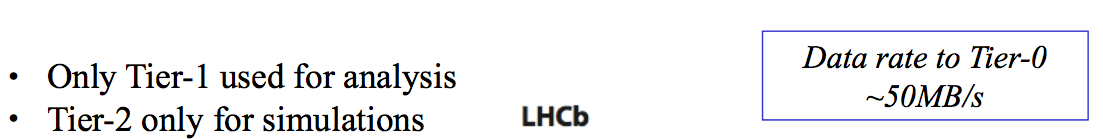 • Only Tier-1 used for analysis
• Tier-2 only for simulations
LHCb
Data rate to Tier-0
~50MB/s